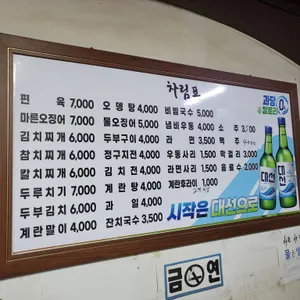 차림표
편육 7,000
마른오징어 7,000
김치찌개 6,000
참치찌개 6,000
칼치찌개 6,000
두루치기 7,000
두부김치 6,000
계란말이 4,000
오뎅탕 4,000
물오징어 5,000
두부구이 4,000
정구지전 4,000
김치전 4,000
계란탕 4,000
과일 4,000
잔치국수 3,500
비빔국수 5,000
냄비우동 4,000
라면 3,500
우동사리 1,500
라면사리 1,500
계란후라이 1,000
소주
맥주
막걸리 3,000
음료수 2,000
과당
시작은 대선으로
대선
대선
금연